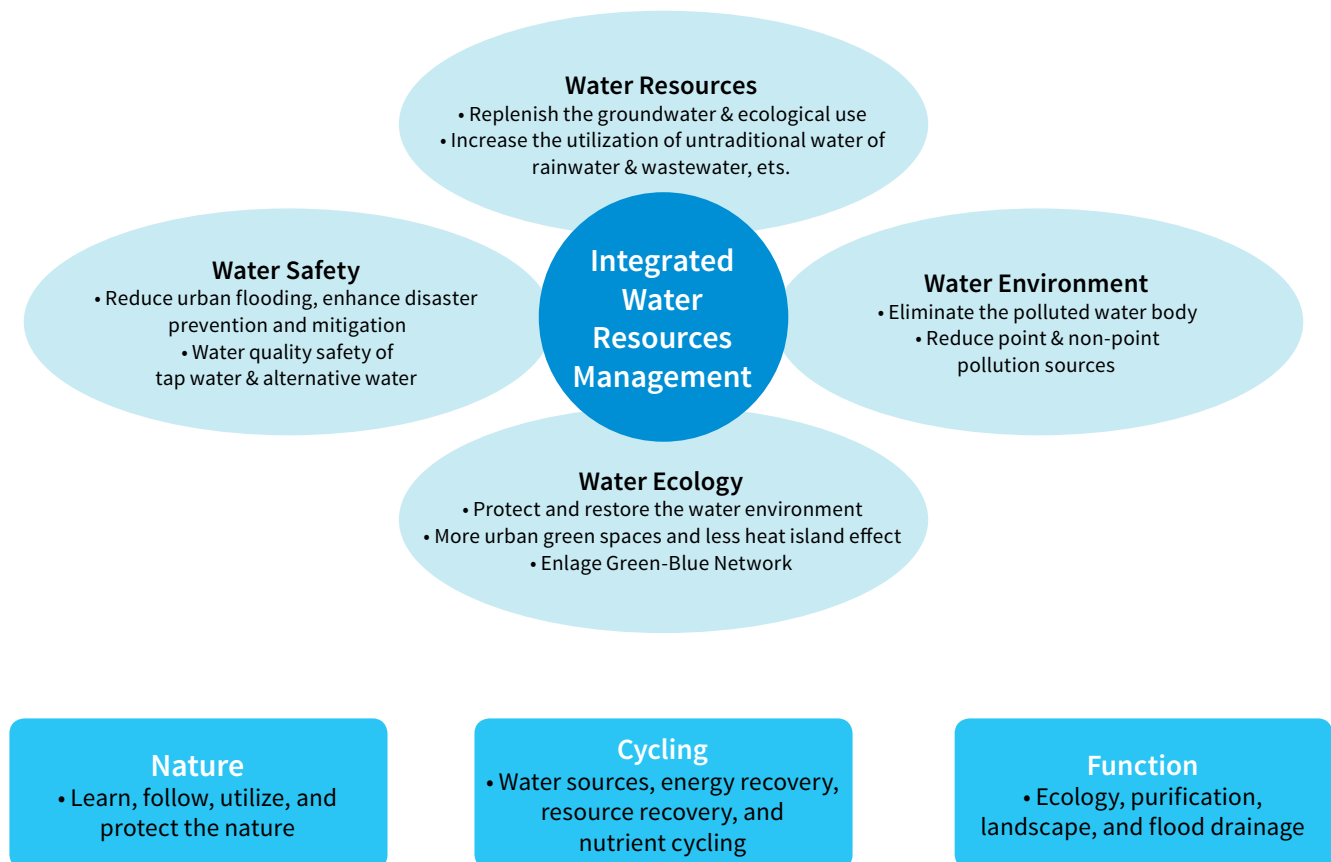 Water Resources
• Replenish the groundwater & ecological use
• Increase the utilization of untraditional water of
rainwater & wastewater, ets.
Water Safety
• Reduce urban flooding, enhance disaster
prevention and mitigation
• Water quality safety of
tap water & alternative water
Integrated
Water
Resources
Management
Water Environment
• Eliminate the polluted water body
• Reduce point & non-point
pollution sources
Water Ecology
• Protect and restore the water environment
• More urban green spaces and less heat island effect
• Enlage Green-Blue Network
Nature
• Learn, follow, utilize, and
protect the nature
Cycling
• Water sources, energy recovery,
resource recovery, and
nutrient cycling
Function
• Ecology, purification,
landscape, and flood drainage